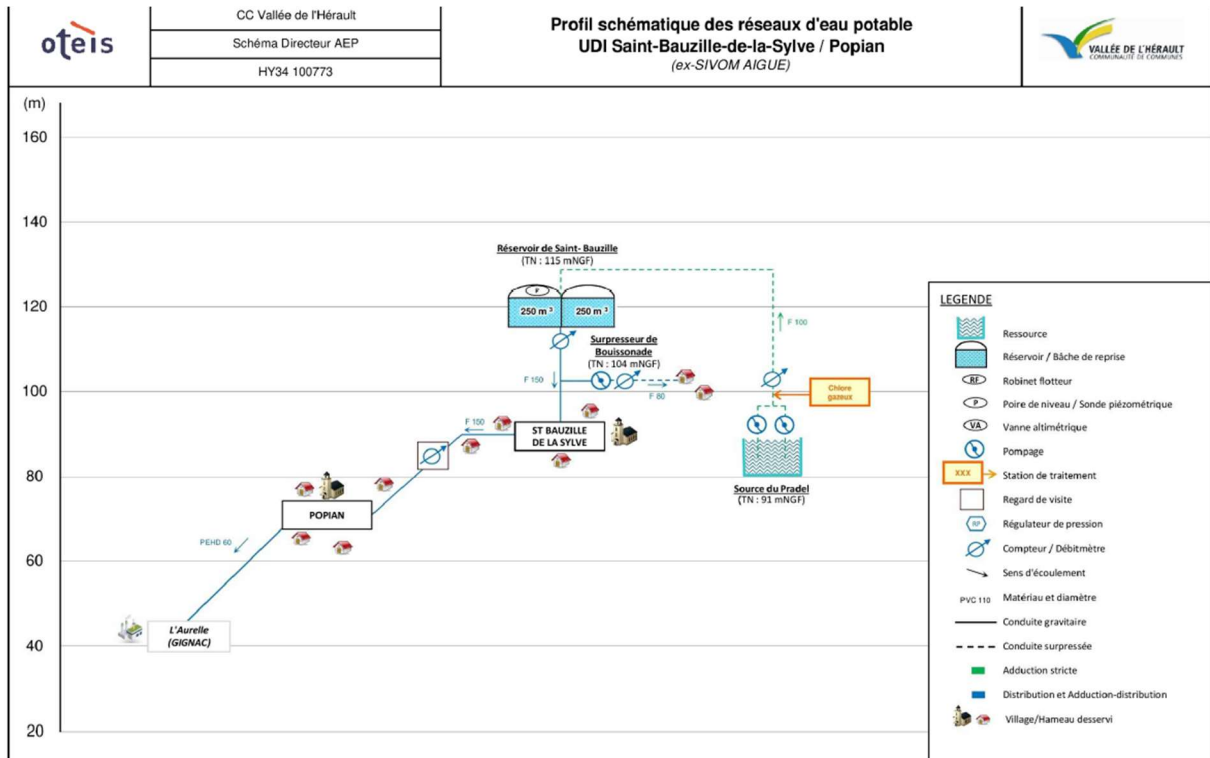 oteis
CC Vallée de l'Hérault
Schéma Directeur AEP
HY34 100773
Profil schématique des réseaux d'eau potable
UDI Saint-Bauzille-de-la-Sylve / Popian
(ex-SIVOM AIGUE)
VALLÉE DE L'HÉRAULT
COMMUNAUTÉ DE COMMUNES
(m)
160
140
120
100
80
60
40
20
Réservoir de Saint- Bauzille
(TN : 115 mNGF)
P
250 m³
250 m³
Surpresseur de
Bouissonade
(TN : 104 mNGF)
F 100
F 150
F 80
Chlore
gazeux
F 150
ST BAUZILLE
DE LA SYLVE
Source du Pradel
(TN : 91 mNGF)
POPIAN
PEHD 60
L'Aurelle
(GIGNAC)
LEGENDE
Ressource
Réservoir / Bâche de reprise
RF Robinet flotteur
P Poire de niveau / Sonde piézométrique
VA Vanne altimétrique
Pompage
XXX Station de traitement
Regard de visite
RP Régulateur de pression
Compteur / Débitmètre
Sens d'écoulement
PVC 110 Matériau et diamètre
Conduite gravitaire
Conduite surpressée
Adduction stricte
Distribution et Adduction-distribution
Village/Hameau desservi